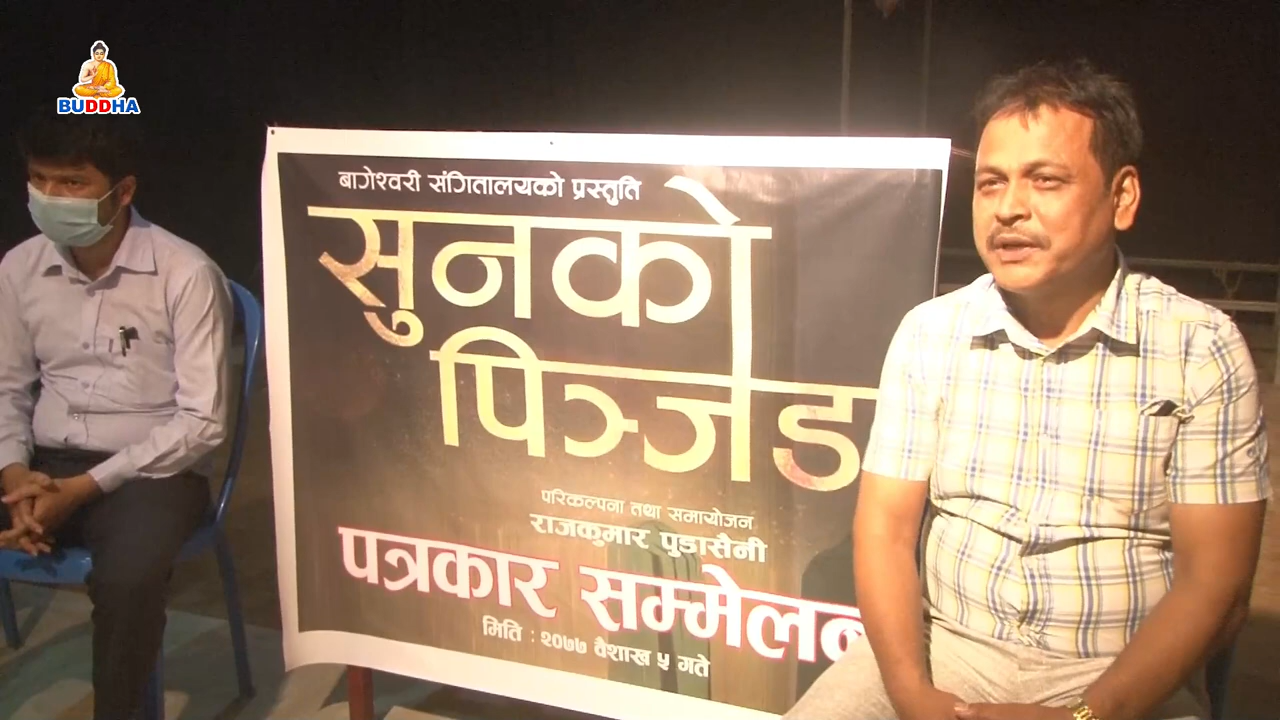 BUDDHA
बागेश्वरी संगितालयको प्रस्तुति
सुनको
पिञ्जड
परिकल्पना तथा समायोजन
राजकुमार पुडासैनी
पत्रकार सम्मेलन
मिति : २०७७ वैशाख ५ गते